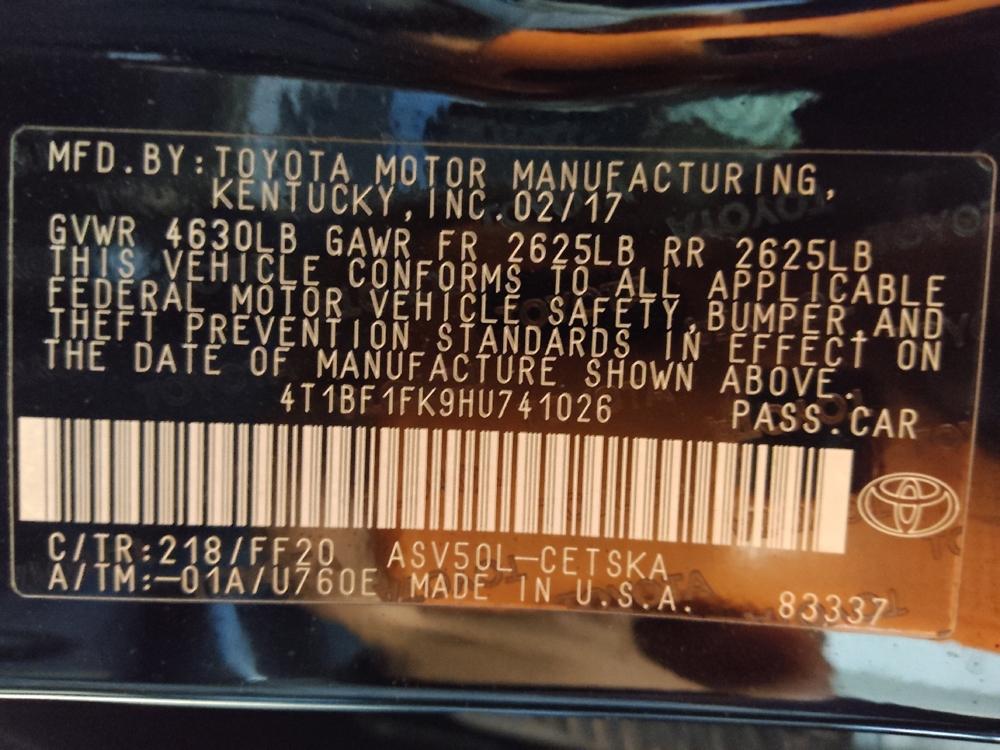 MFD.BY:TOYOTA MOTOR MANUFACTURING,
KENTUCKY,INC.02/17
GVWR 4630LB GAWR FR 2625LB RR 2625LB
THIS VEHICLE CONFORMS TO ALL APPLICABLE
FEDERAL MOTOR VEHICLE SAFETY,BUMPER,AND
THEFT PREVENTION STANDARDS IN EFFECT ON
THE DATE OF MANUFACTURE SHOWN ABOVE.
4T1BF1FK9HU741026 PASS.CAR
C/TR:218/FF20 ASV50L-CETSKA
A/TM:-01A/U760E MADE IN U.S.A. 83337